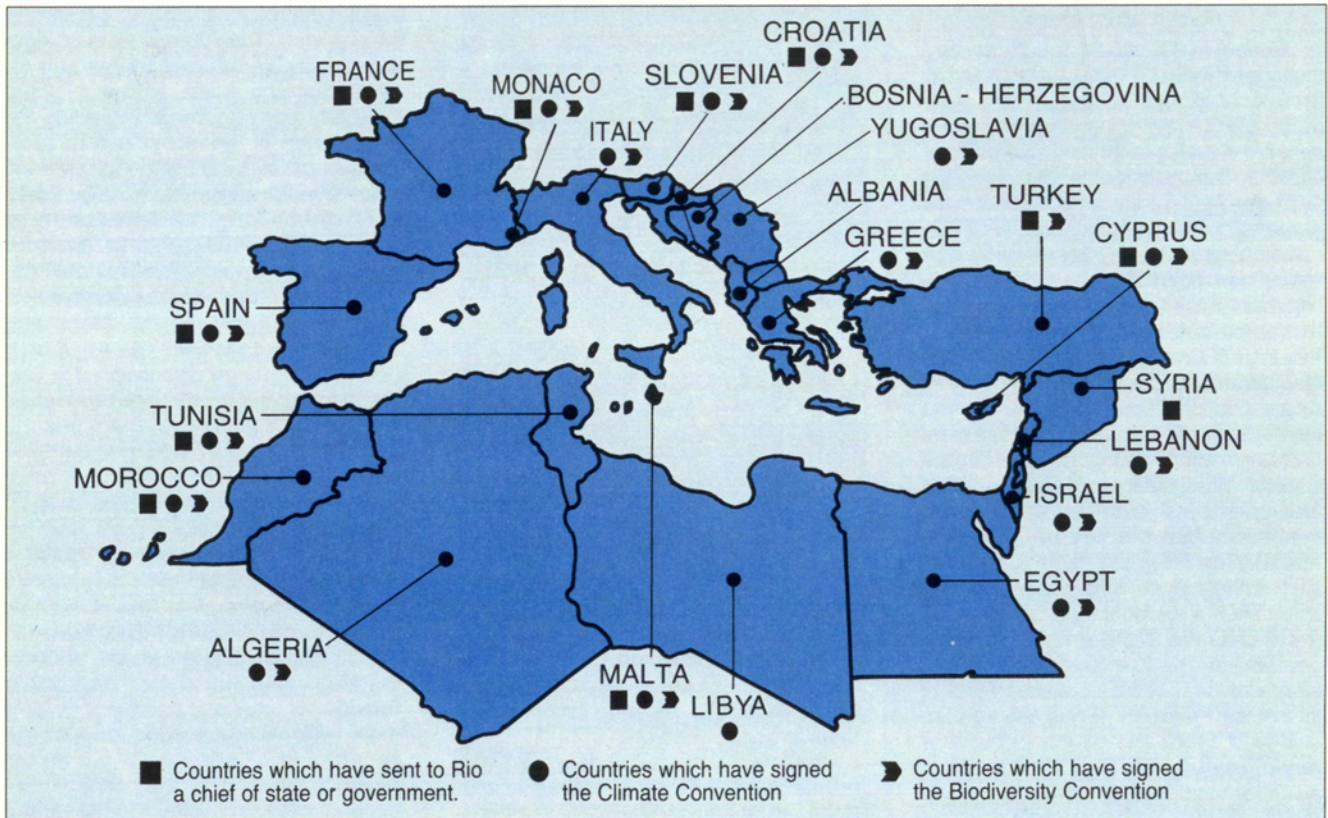 CROATIA
FRANCE
MONACO
SLOVENIA
BOSNIA - HERZEGOVINA
ITALY
YUGOSLAVIA
ALBANIA
TURKEY
GREECE
CYPRUS
SPAIN
SYRIA
TUNISIA
LEBANON
MOROCCO
ISRAEL
EGYPT
ALGERIA
MALTA
LIBYA
Countries which have sent to Rio
a chief of state or government.
Countries which have signed
the Climate Convention
Countries which have signed
the Biodiversity Convention